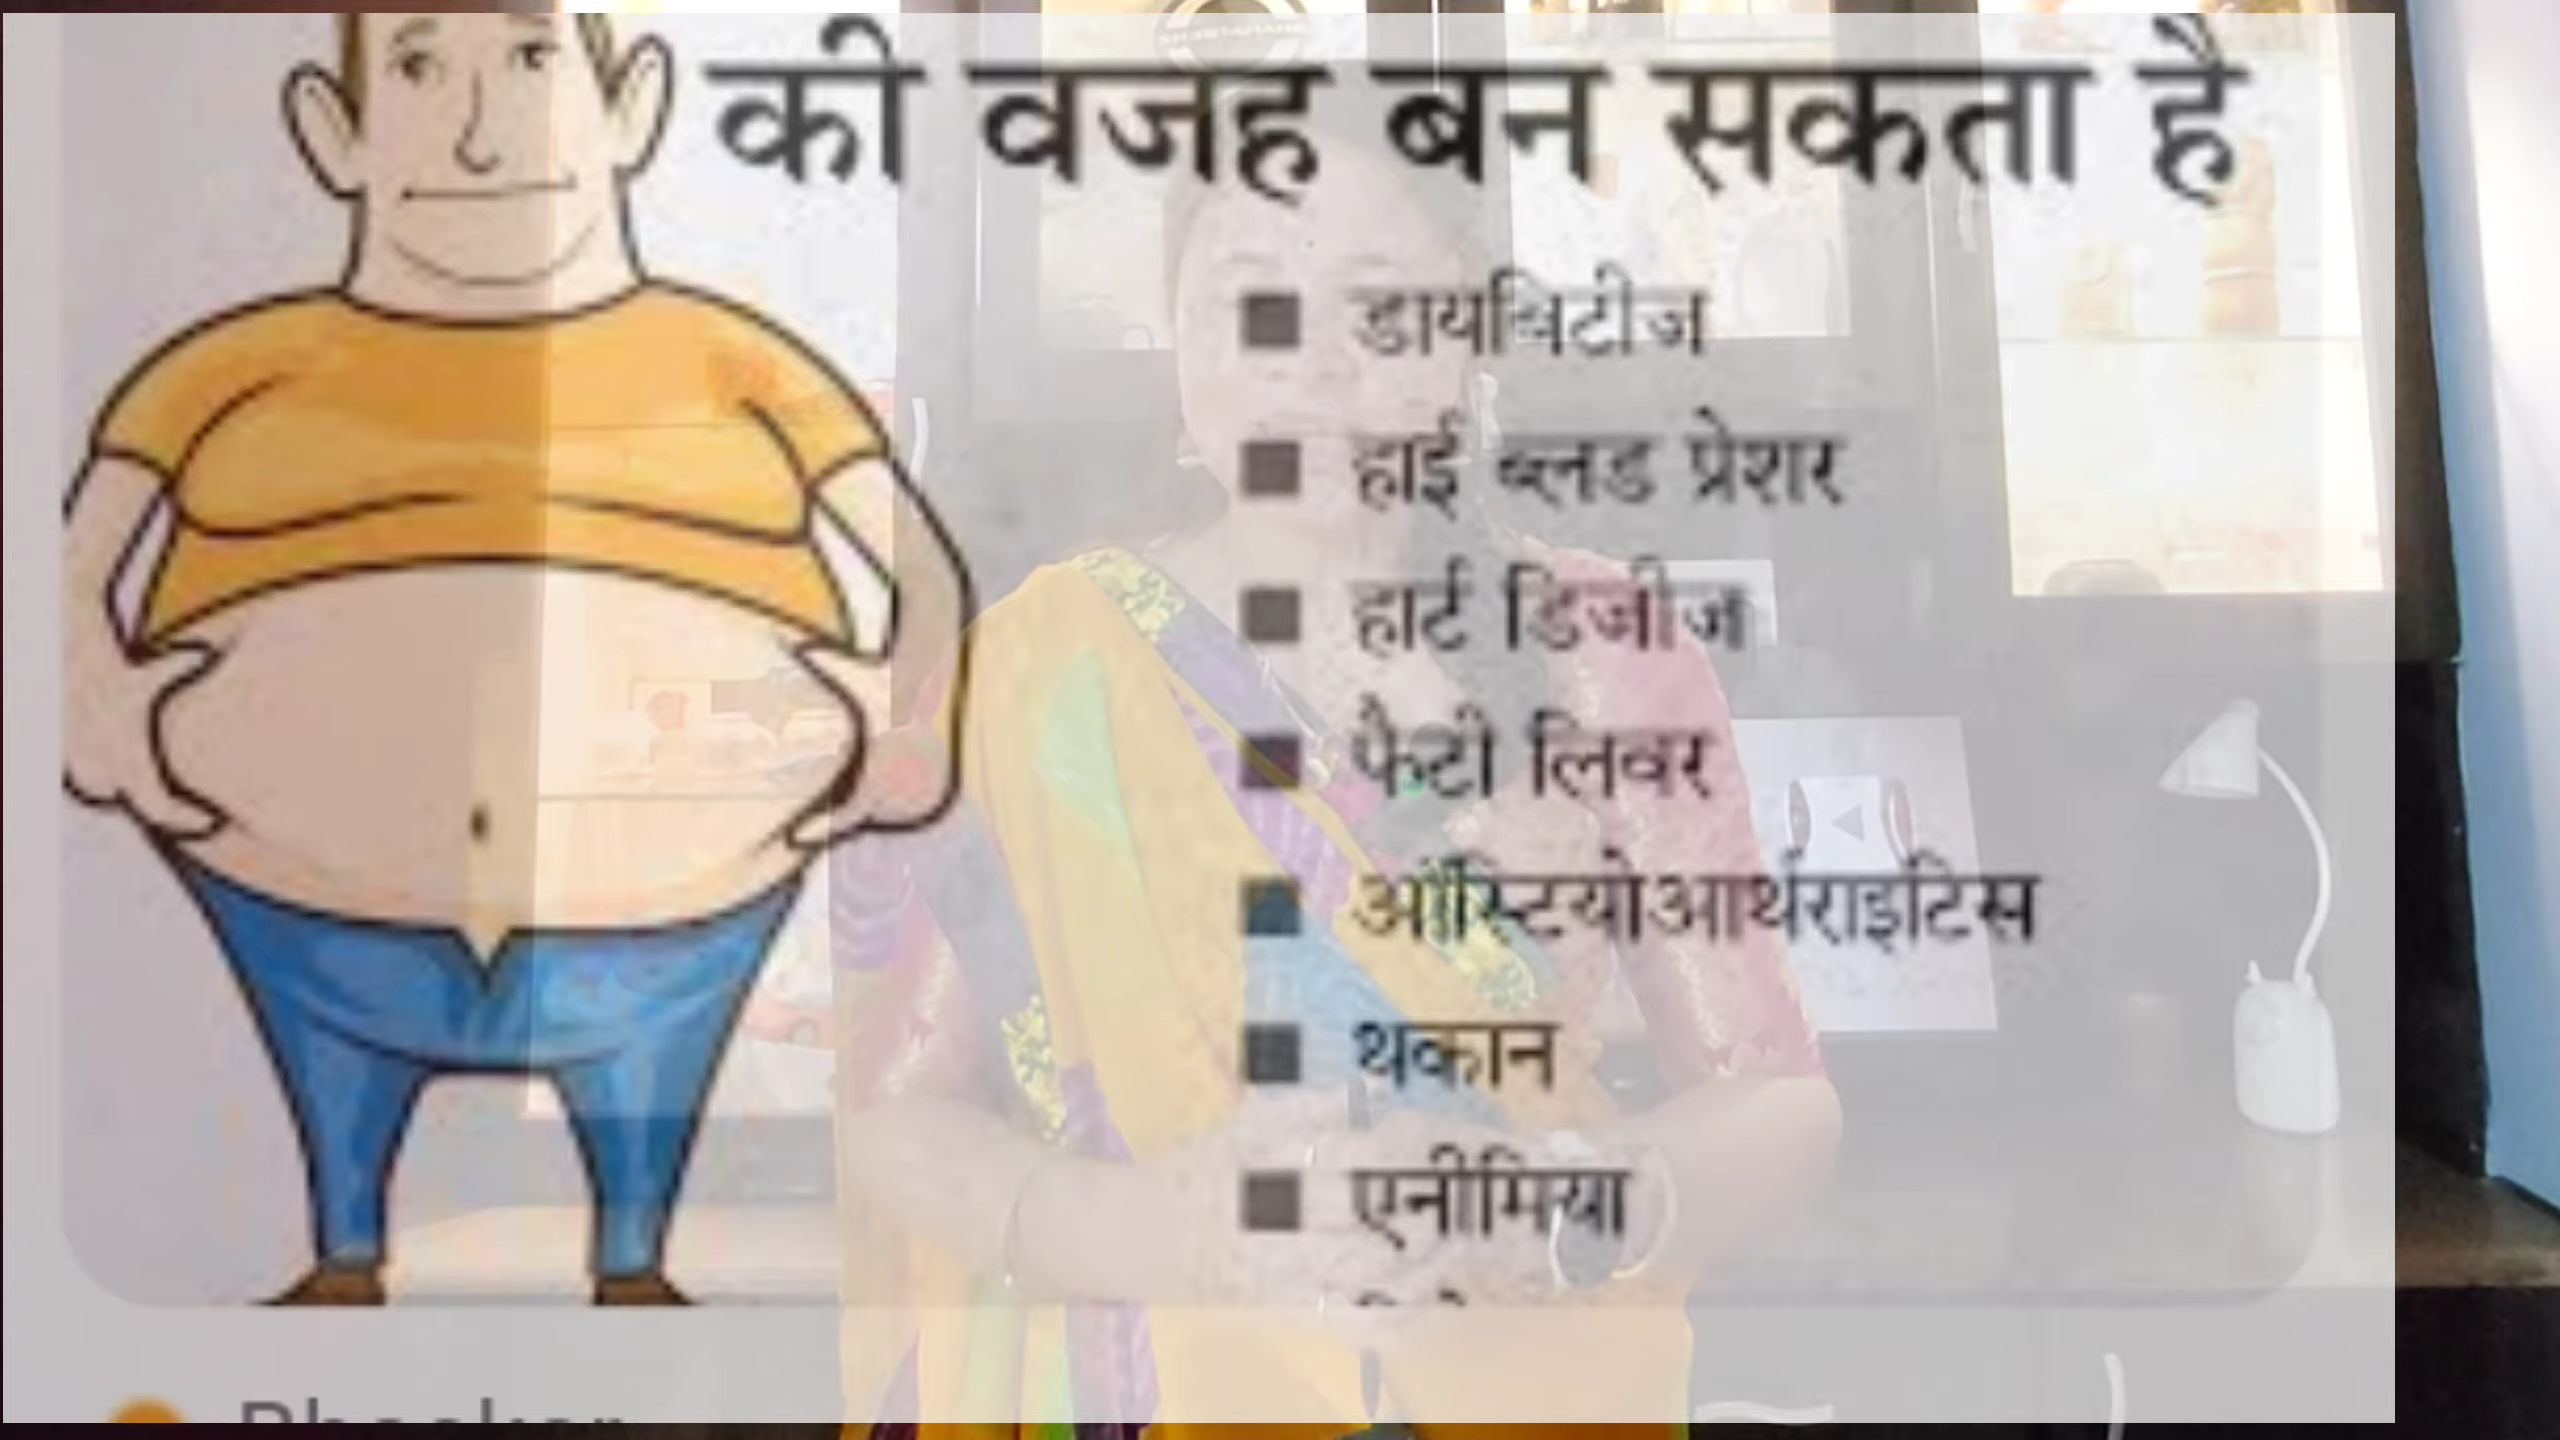 की वजह बन सकता है
डायबिटीज
हाई ब्लड प्रेशर
हार्ट डिजीज
फैटी लिवर
ऑस्टियोआर्थराइटिस
थकान
एनीमिया